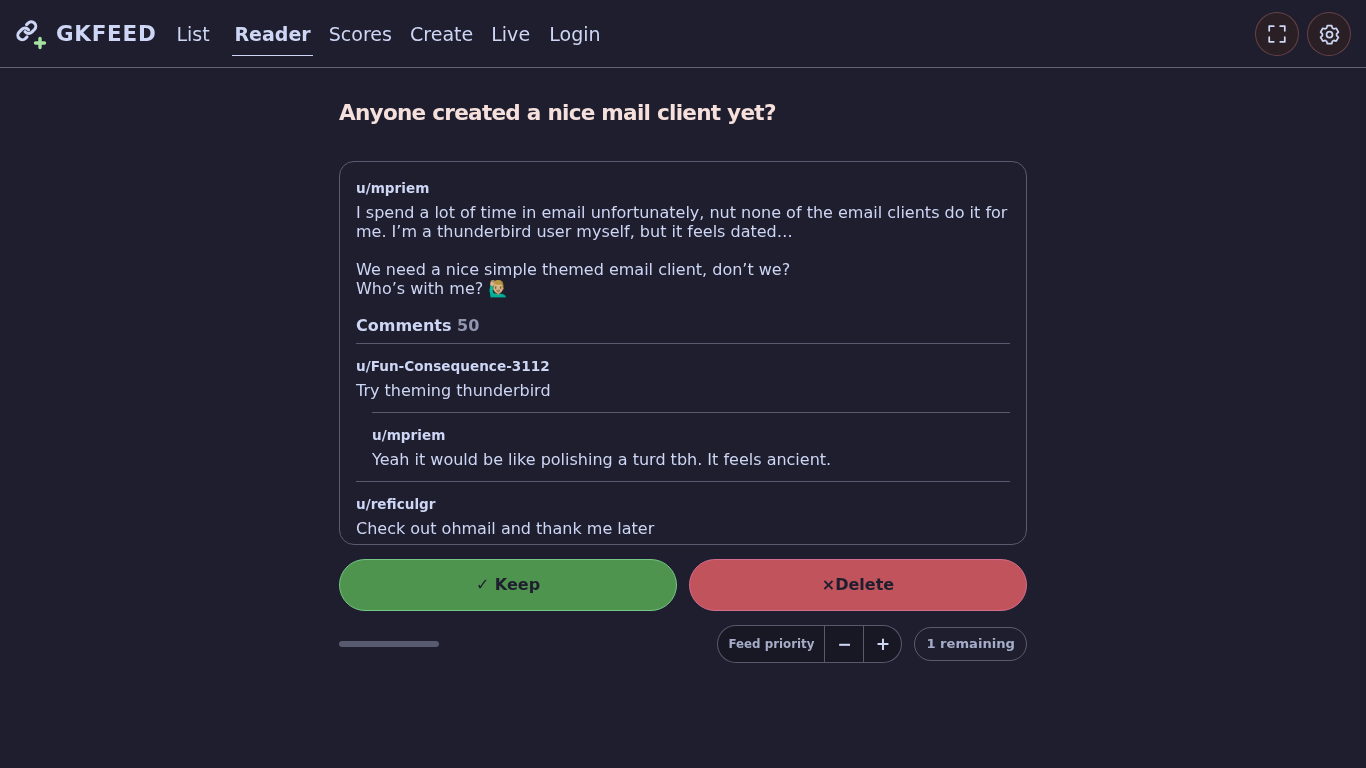 GKFEED List Reader Scores Create Live Login
Anyone created a nice mail client yet?
u/mpriem
I spend a lot of time in email unfortunately, nut none of the email clients do it for
me. I’m a thunderbird user myself, but it feels dated…
We need a nice simple themed email client, don’t we?
Who’s with me? 🙋🏼‍♂️
Comments 50
u/Fun-Consequence-3112
Try theming thunderbird
u/mpriem
Yeah it would be like polishing a turd tbh. It feels ancient.
u/reficulgr
Check out ohmail and thank me later
✓ Keep ×Delete
Feed priority − + 1 remaining